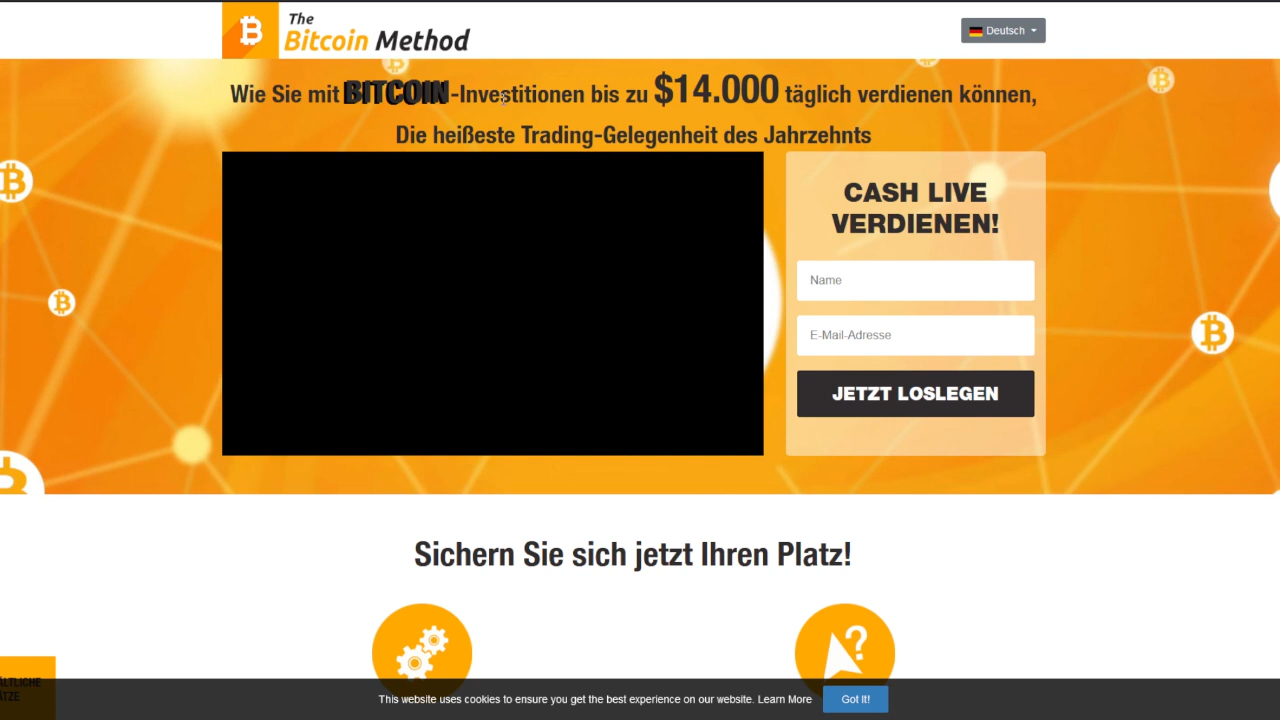 The
Bitcoin Method
Deutsch
Wie Sie mit BITCOIN-Investitionen bis zu $14.000 täglich verdienen können,
Die heißeste Trading-Gelegenheit des Jahrzehnts
CASH LIVE
VERDIENEN!
Name
E-Mail-Adresse
JETZT LOSLEGEN
Sichern Sie sich jetzt Ihren Platz!
?
ÄLTLICHE
ÄTZE
This website uses cookies to ensure you get the best experience on our website. Learn More
Got It!